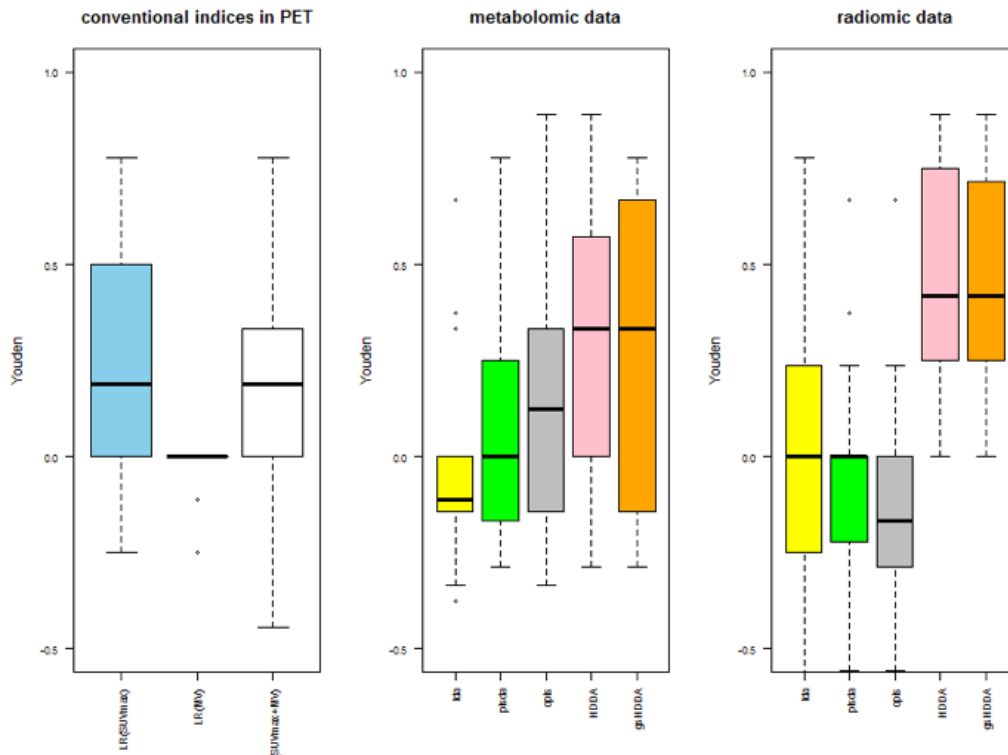 conventional indices in PET
Youden
1.0
0.5
0.0
-0.5
LR(SUVmax)
LR(MV)
SUVmax+MV)
metabolomic data
Youden
1.0
0.5
0.0
-0.5
lda
plsda
opls
HDDA
gsHDDA
radiomic data
Youden
1.0
0.5
0.0
-0.5
lda
plsda
opls
HDDA
gsHDDA